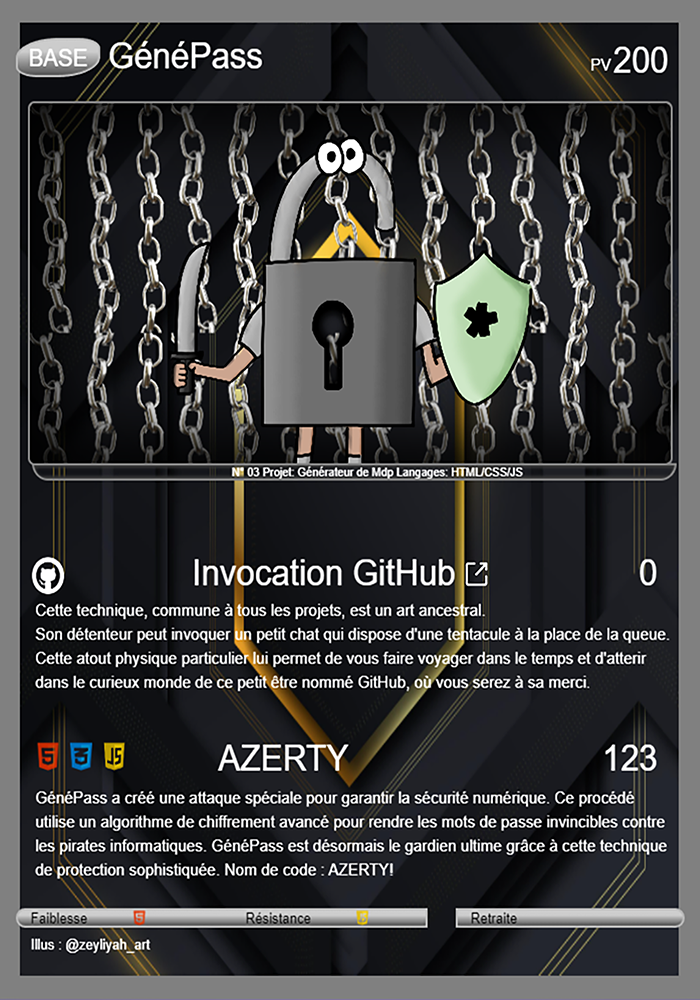 BASE GénéPass PV 200
N° 03 Projet: Générateur de Mdp Langages: HTML/CSS/JS
Invocation GitHub 0
Cette technique, commune à tous les projets, est un art ancestral.
Son détenteur peut invoquer un petit chat qui dispose d'une tentacule à la place de la queue.
Cette atout physique particulier lui permet de vous faire voyager dans le temps et d'atterir
dans le curieux monde de ce petit être nommé GitHub, où vous serez à sa merci.
5 3 JS AZERTY 123
GénéPass a créé une attaque spéciale pour garantir la sécurité numérique. Ce procédé
utilise un algorithme de chiffrement avancé pour rendre les mots de passe invincibles contre
les pirates informatiques. GénéPass est désormais le gardien ultime grâce à cette technique
de protection sophistiquée. Nom de code : AZERTY!
Faiblesse 5 Résistance Retraite
Illus : @zeyliyah_art